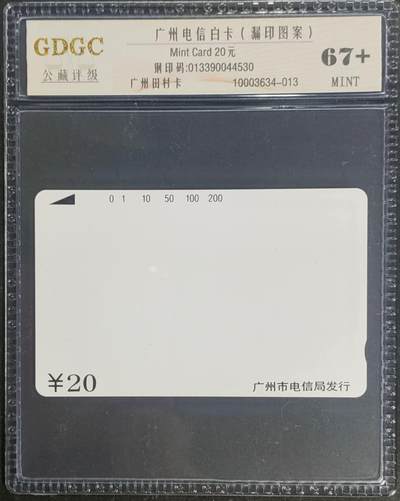 GDGC
公藏评级
广州电信白卡(漏印图案)
Mint Card 20元
钢印码:013390044530
广州田村卡 10003634-013
67+
MINT
0 1 10 50 100 200
¥20
广州市电信局发行